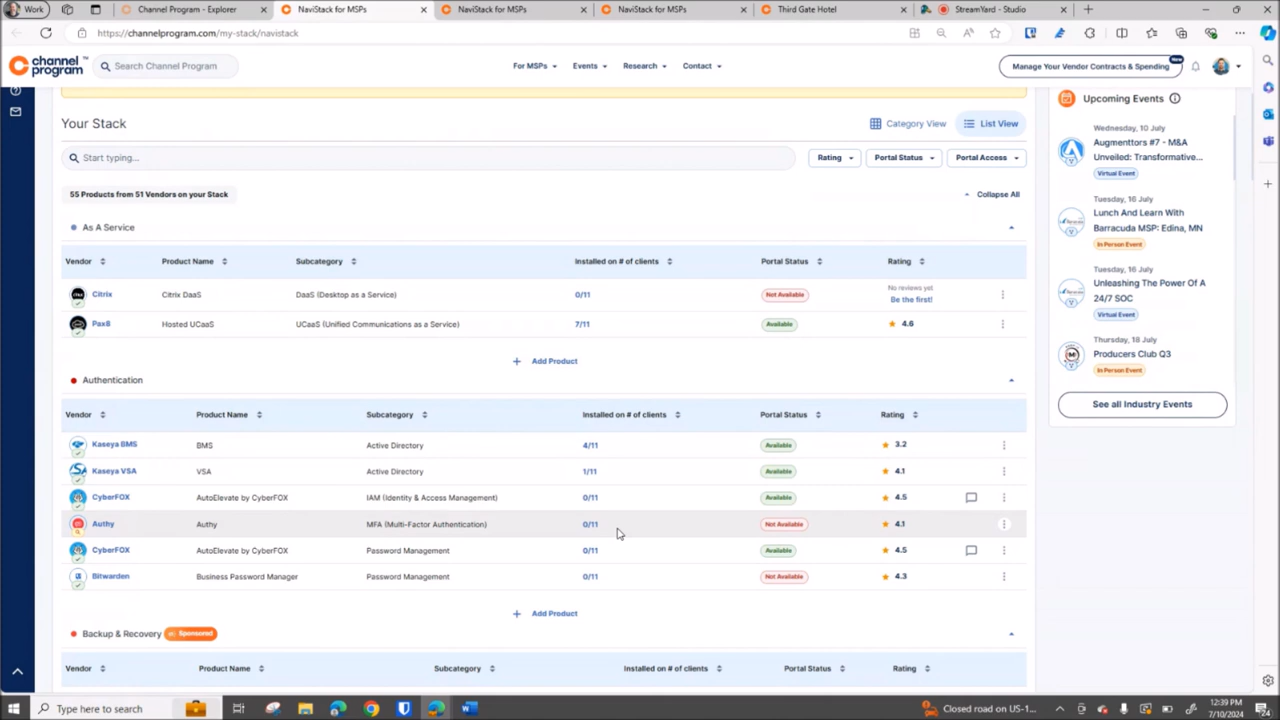 Work
Channel Program - Explorer
NaviStack for MSPs
NaviStack for MSPs
NaviStack for MSPs
Third Gate Hotel
StreamYard - Studio
https://channelprogram.com/my-stack/navistack
channel program
Search Channel Program
For MSPs
Events
Research
Contact
Manage Your Vendor Contracts & Spending
New
Your Stack
Category View
List View
Start typing...
Rating
Portal Status
Portal Access
55 Products from 51 Vendors on your Stack
Collapse All
As A Service
Vendor Product Name Subcategory Installed on # of clients Portal Status Rating
Citrix Citrix DaaS DaaS (Desktop as a Service) 0/11 Not Available No reviews yet
Be the first!
Pax8 Hosted UCaaS UCaaS (Unified Communications as a Service) 7/11 Available 4.6
+ Add Product
Authentication
Vendor Product Name Subcategory Installed on # of clients Portal Status Rating
Kaseya BMS BMS Active Directory 4/11 Available 3.2
Kaseya VSA VSA Active Directory 1/11 Available 4.1
CyberFOX AutoElevate by CyberFOX IAM (Identity & Access Management) 0/11 Available 4.5
Authy Authy MFA (Multi-Factor Authentication) 0/11 Not Available 4.1
CyberFOX AutoElevate by CyberFOX Password Management 0/11 Available 4.5
Bitwarden Business Password Manager Password Management 0/11 Not Available 4.3
+ Add Product
Backup & Recovery Sponsored
Vendor Product Name Subcategory Installed on # of clients Portal Status Rating
Upcoming Events
Wednesday, 10 July
Augmenttors #7 - M&A
Unveiled: Transformative...
Virtual Event
Tuesday, 16 July
Lunch And Learn With
Barracuda MSP: Edina, MN
In Person Event
Tuesday, 16 July
Unleashing The Power Of A
24/7 SOC
Virtual Event
Thursday, 18 July
Producers Club Q3
In Person Event
See all Industry Events
Type here to search
Closed road on US-1...
12:39 PM
7/10/2024